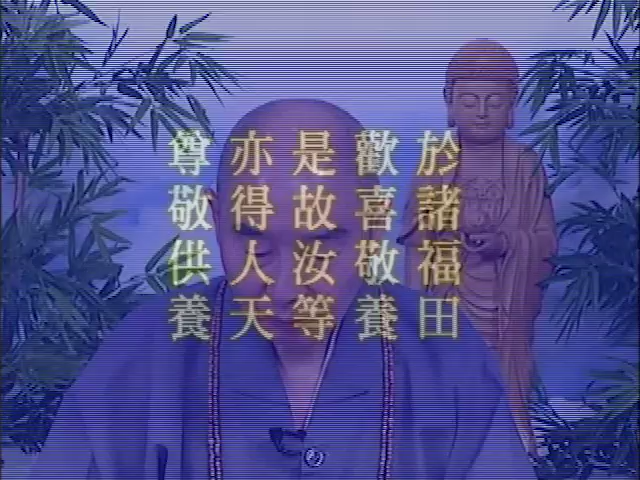 於諸福田
歡喜敬養
是故汝等
亦得人天
尊敬供養